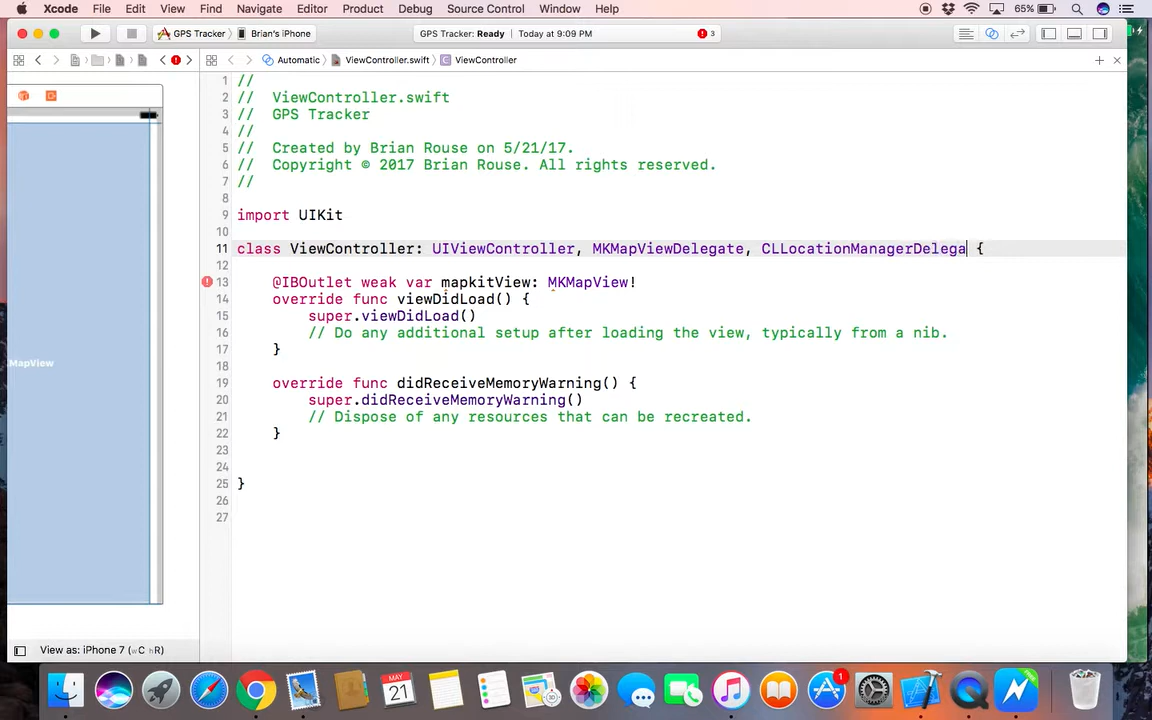 Xcode File Edit View Find Navigate Editor Product Debug Source Control Window Help 65%
GPS Tracker Brian's iPhone GPS Tracker: Ready Today at 9:09 PM 3
Automatic ViewController.swift ViewController
1 //
2 // ViewController.swift
3 // GPS Tracker
4 //
5 // Created by Brian Rouse on 5/21/17.
6 // Copyright © 2017 Brian Rouse. All rights reserved.
7 //
8
9 import UIKit
10
11 class ViewController: UIViewController, MKMapViewDelegate, CLLocationManagerDelega {
12
13 @IBOutlet weak var mapkitView: MKMapView!
14 override func viewDidLoad() {
15 super.viewDidLoad()
16 // Do any additional setup after loading the view, typically from a nib.
17 }
18
19 override func didReceiveMemoryWarning() {
20 super.didReceiveMemoryWarning()
21 // Dispose of any resources that can be recreated.
22 }
23
24
25 }
26
27
MapView
View as: iPhone 7 (wC hR)
MAY
21
1